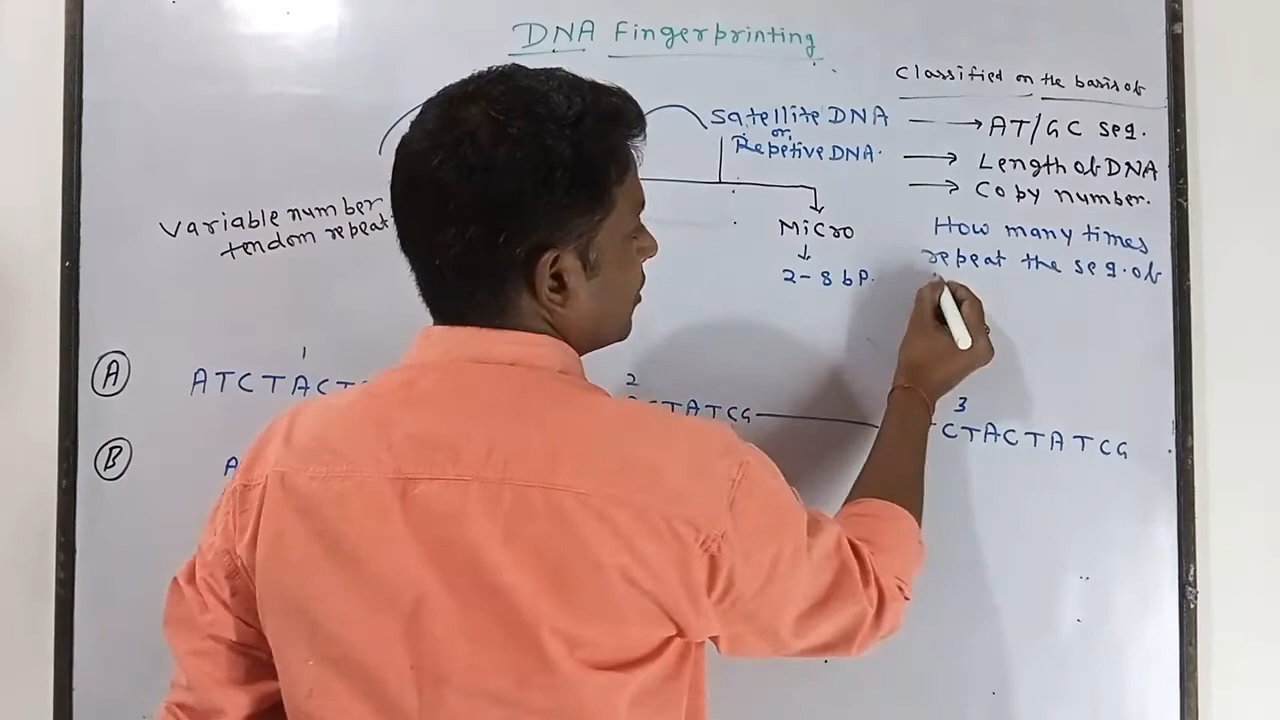 DNA Fingerprinting
Classified on the basis of
Satellite DNA
or
Repetive DNA.
AT/GC seq.
Length of DNA
Copy number.
Variable number
tendom repeat
Micro
2-8 bP.
How many times
repeat the seq. of
1
A ATCTACT
2
CTATCG
3
CTACTATCG
B A